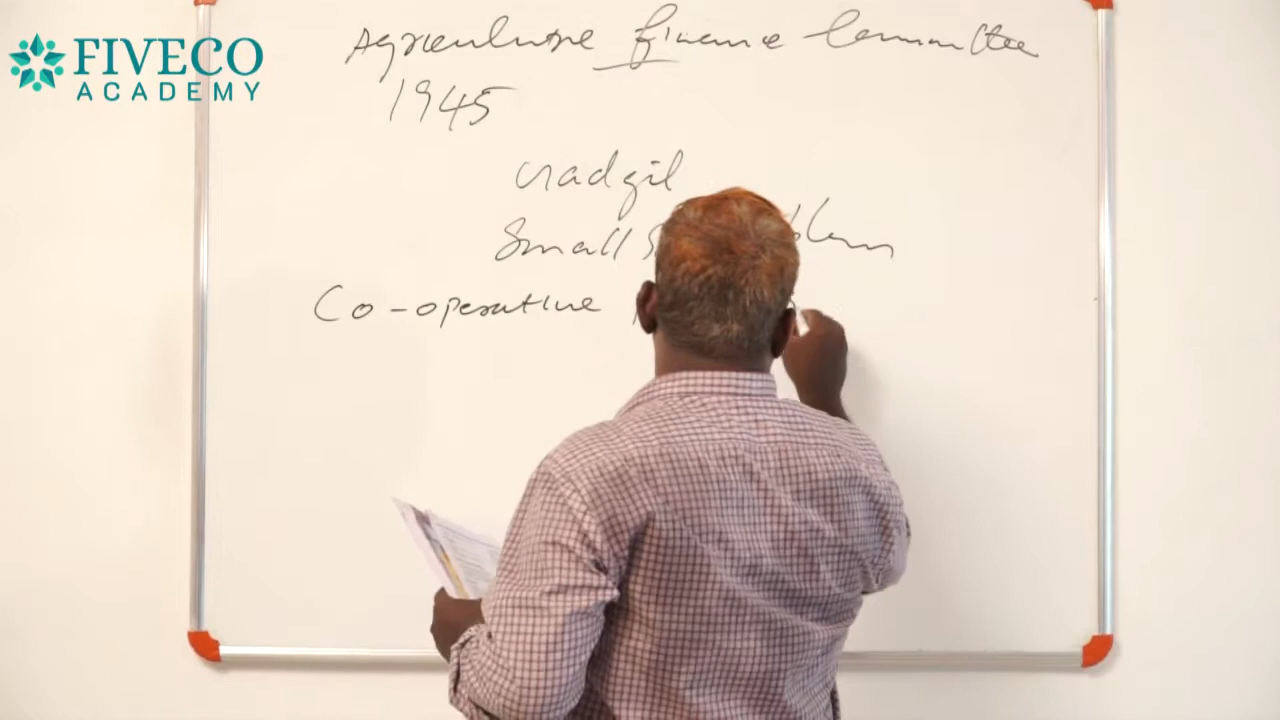 FIVECO
ACADEMY
Agriculture finance Committee
1945
Gadgil
Small
Co-operative